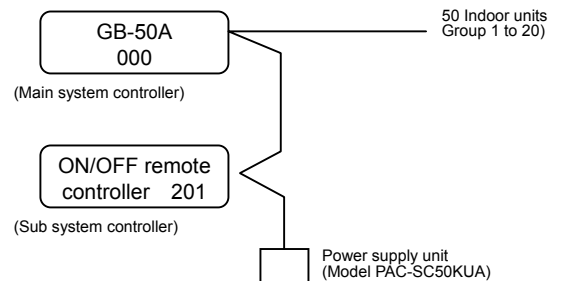 GB-50A
000
(Main system controller)
50 Indoor units
Group 1 to 20)
ON/OFF remote
controller 201
(Sub system controller)
Power supply unit
(Model PAC-SC50KUA)